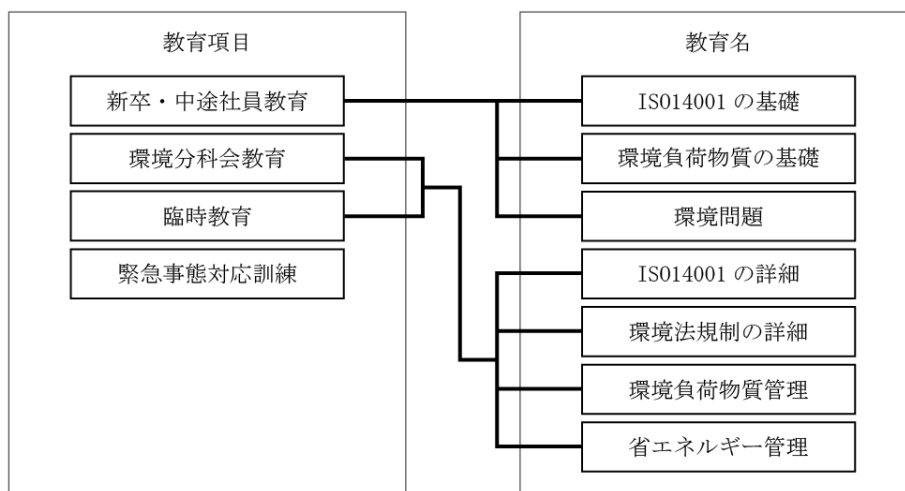 教育項目
新卒・中途社員教育
環境分科会教育
臨時教育
緊急事態対応訓練
教育名
ISO14001 の基礎
環境負荷物質の基礎
環境問題
ISO14001 の詳細
環境法規制の詳細
環境負荷物質管理
省エネルギー管理